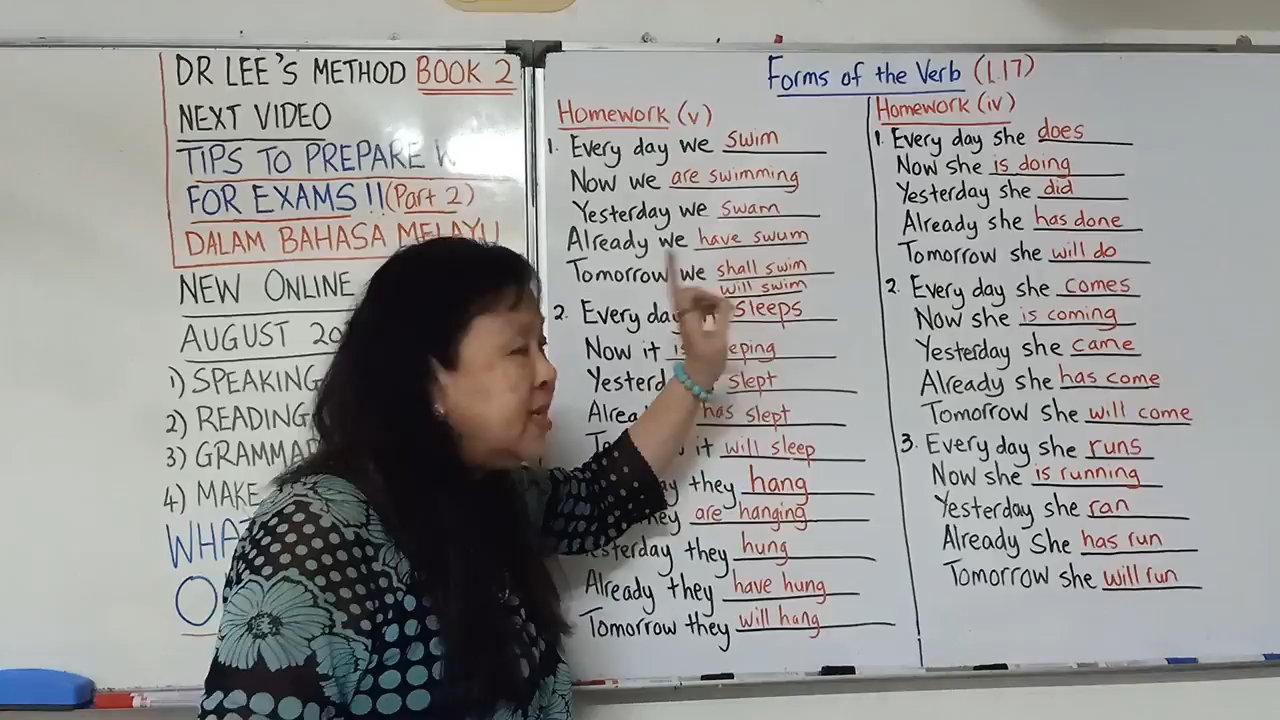 DR LEE'S METHOD BOOK 2
NEXT VIDEO
TIPS TO PREPARE
FOR EXAMS !! (Part 2)
DALAM BAHASA MELAYU
NEW ONLINE
AUGUST
1) SPEAKING
2) READING
3) GRAMMAR
4) MAKE
Forms of the Verb (1.17)
Homework (v)
1. Every day we swim
Now we are swimming
Yesterday we swam
Already we have swum
Tomorrow we shall swim
will swim
2. Every day sleeps
Now it
slept
has slept
it will sleep
they hang
are hanging
Yesterday they hung
Already they have hung
Tomorrow they will hang
Homework (iv)
1. Every day she does
Now she is doing
Yesterday she did
Already she has done
Tomorrow she will do
2. Every day she comes
Now she is coming
Yesterday she came
Already she has come
Tomorrow she will come
3. Every day she runs
Now she is running
Yesterday she ran
Already she has run
Tomorrow she will run